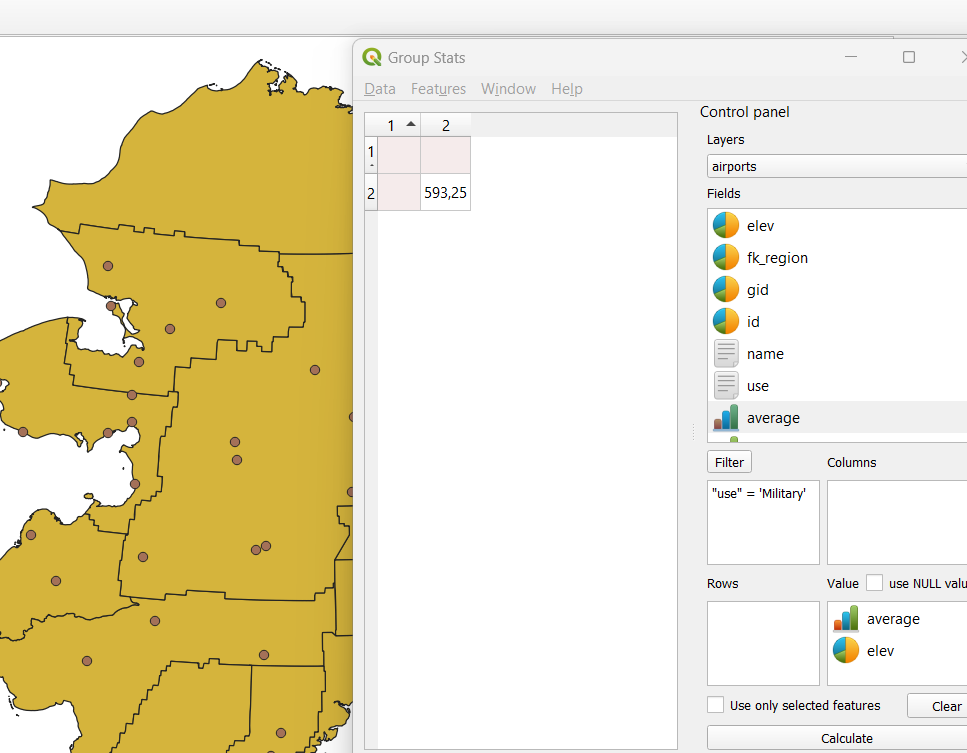 Group Stats
Data Features Window Help
Control panel
Layers
airports
Fields
elev
fk_region
gid
id
name
use
average
1 2
1
2 593,25
Filter Columns
"use" = 'Military'
Rows Value use NULL
average
elev
Use only selected features Clear
Calculate